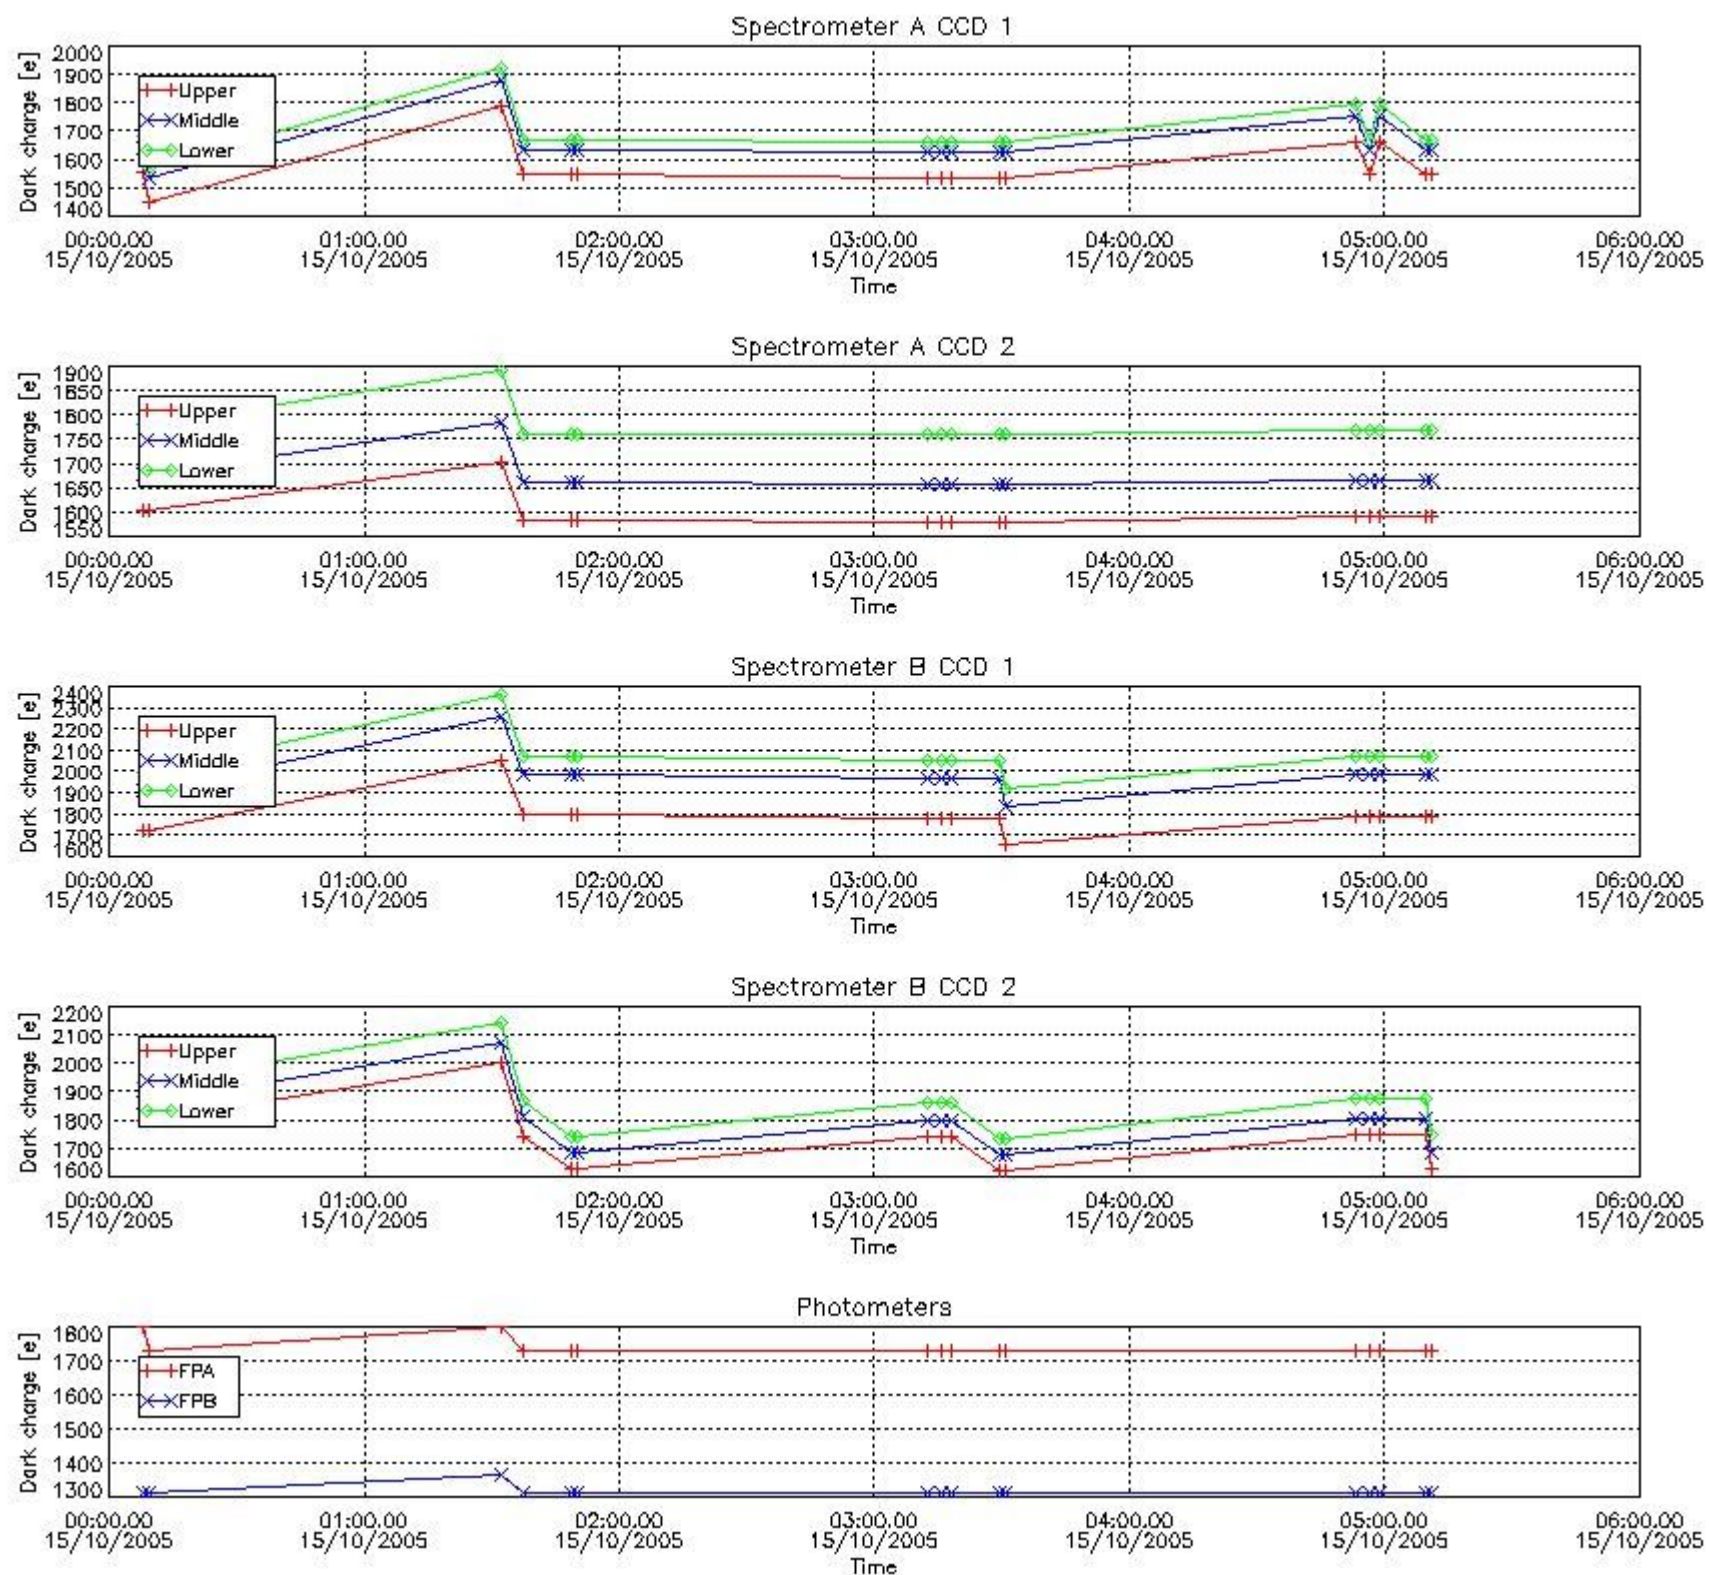 Spectrometer A CCD 1
Dark charge [e]
2000
1900
1800
1700
1600
1500
1400
Upper
Middle
Lower
00:00.00 01:00.00 02:00.00 03:00.00 04:00.00 05:00.00 06:00.00
15/10/2005 15/10/2005 15/10/2005 15/10/2005 15/10/2005 15/10/2005 15/10/2005
Time
Spectrometer A CCD 2
Dark charge [e]
1900
1850
1800
1750
1700
1650
1600
1550
Upper
Middle
Lower
00:00.00 01:00.00 02:00.00 03:00.00 04:00.00 05:00.00 06:00.00
15/10/2005 15/10/2005 15/10/2005 15/10/2005 15/10/2005 15/10/2005 15/10/2005
Time
Spectrometer B CCD 1
Dark charge [e]
2400
2300
2200
2100
2000
1900
1800
1700
1600
Upper
Middle
Lower
00:00.00 01:00.00 02:00.00 03:00.00 04:00.00 05:00.00 06:00.00
15/10/2005 15/10/2005 15/10/2005 15/10/2005 15/10/2005 15/10/2005 15/10/2005
Time
Spectrometer B CCD 2
Dark charge [e]
2200
2100
2000
1900
1800
1700
1600
Upper
Middle
Lower
00:00.00 01:00.00 02:00.00 03:00.00 04:00.00 05:00.00 06:00.00
15/10/2005 15/10/2005 15/10/2005 15/10/2005 15/10/2005 15/10/2005 15/10/2005
Time
Photometers
Dark charge [e]
1800
1700
1600
1500
1400
1300
FPA
FPB
00:00.00 01:00.00 02:00.00 03:00.00 04:00.00 05:00.00 06:00.00
15/10/2005 15/10/2005 15/10/2005 15/10/2005 15/10/2005 15/10/2005 15/10/2005
Time